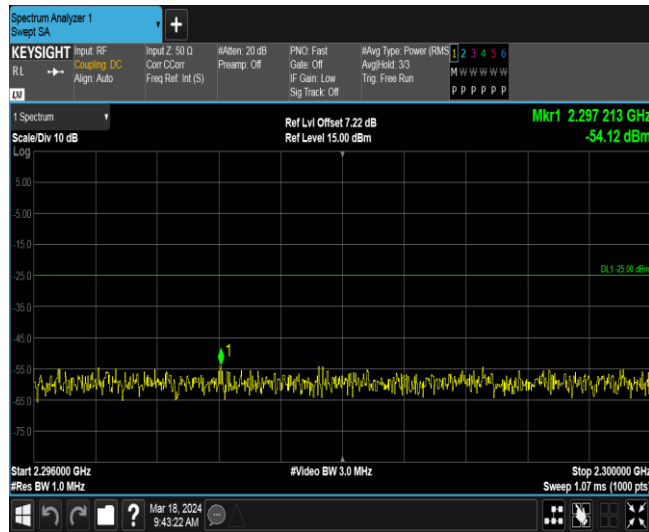 Spectrum Analyzer 1
Swept SA
KEYSIGHT Input: RF Input Z: 50 Ω #Atten: 20 dB PNO: Fast #Avg Type: Power (RMS 1 2 3 4 5 6
RL Coupling: DC Corr CCorr Preamp: Off Gate: Off Avg|Hold: 3/3 M W W W W W
Align: Auto Freq Ref: Int (S) IF Gain: Low Trig: Free Run
LXI Sig Track: Off P P P P P P
1 Spectrum Ref Lvl Offset 7.22 dB Mkr1 2.297 213 GHz
Scale/Div 10 dB Ref Level 15.00 dBm -54.12 dBm
Log
5.00
-5.00
-15.0
DL1 -25.00 dBm
-25.0
-35.0
-45.0
1
-55.0
-65.0
-75.0
Start 2.296000 GHz #Video BW 3.0 MHz Stop 2.300000 GHz
#Res BW 1.0 MHz Sweep 1.07 ms (1000 pts)
? Mar 18, 2024
9:43:22 AM